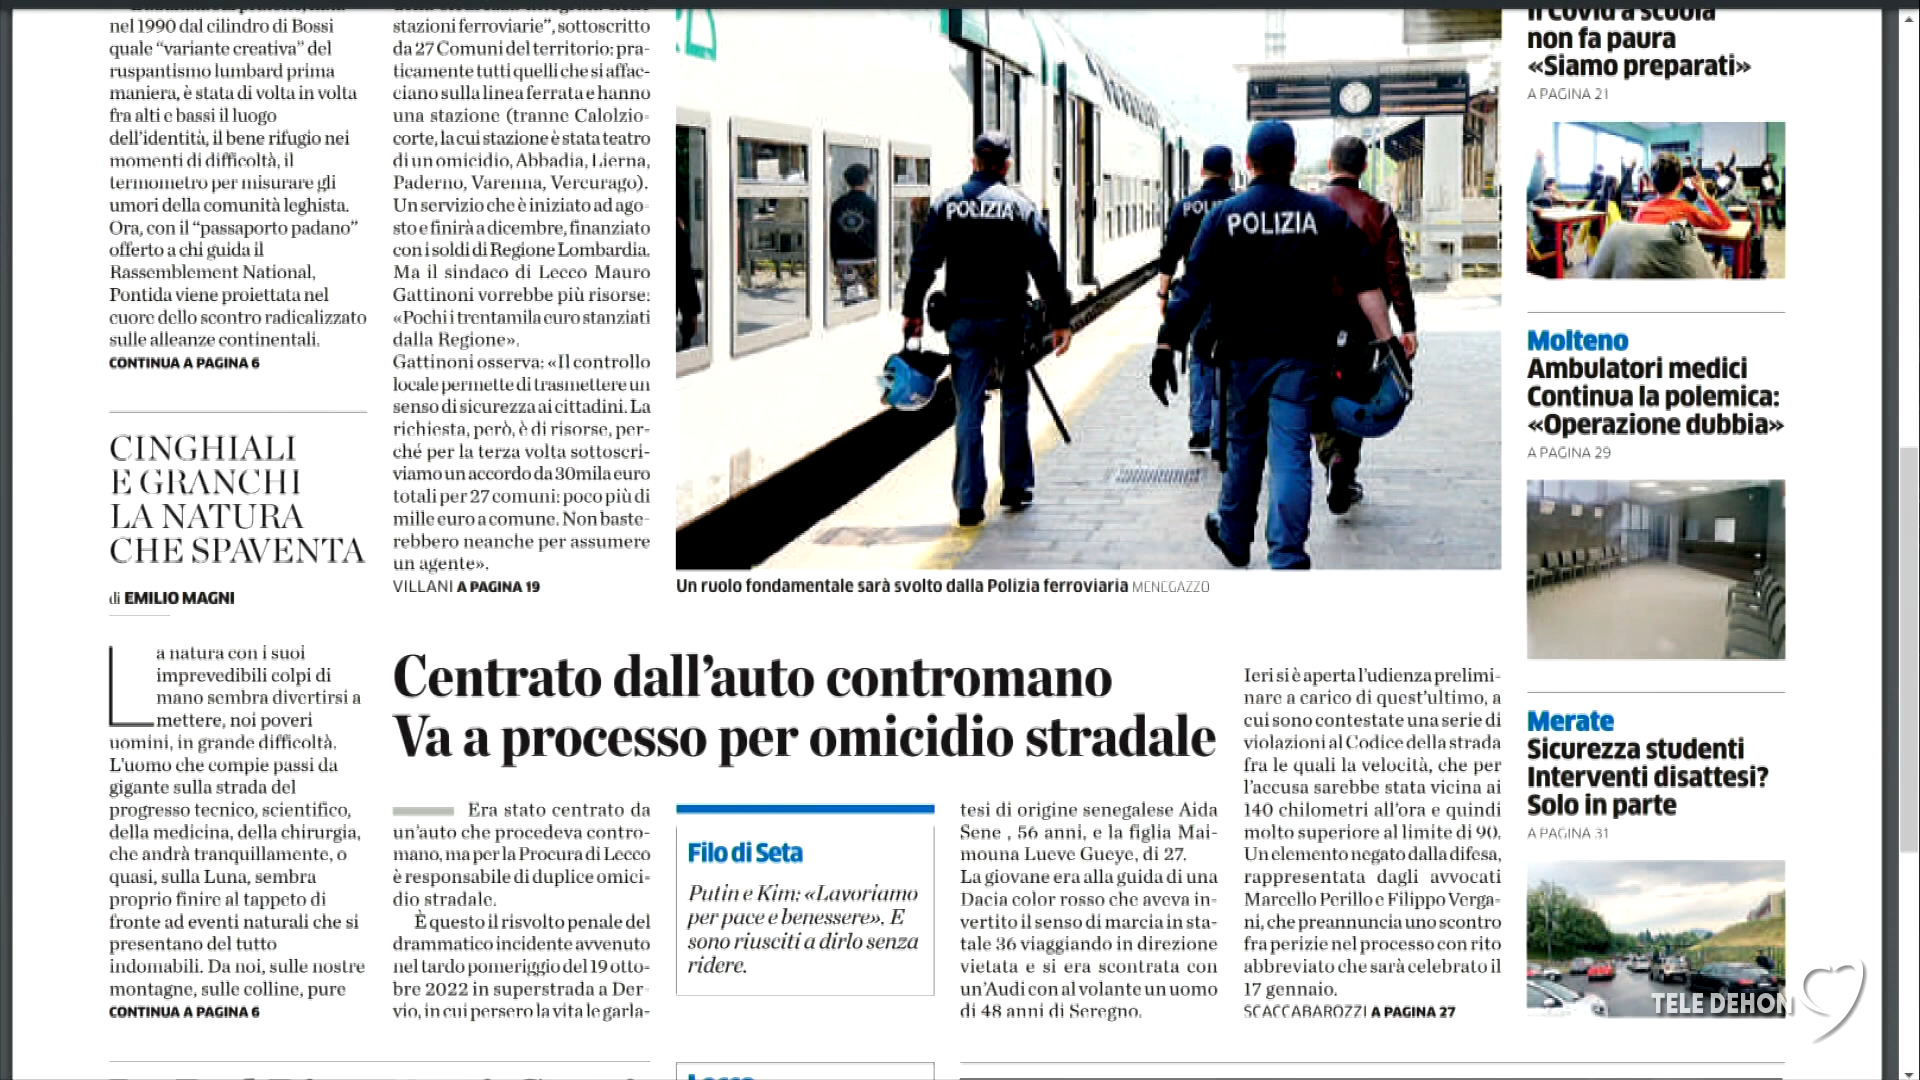 nel 1990 dal cilindro di Bossi
quale “variante creativa” del
ruspantismo lumbard prima
maniera, è stata di volta in volta
fra alti e bassi il luogo
dell’identità, il bene rifugio nei
momenti di difficoltà, il
termometro per misurare gli
umori della comunità leghista.
Ora, con il “passaporto padano”
offerto a chi guida il
Rassemblement National,
Pontida viene proiettata nel
cuore dello scontro radicalizzato
sulle alleanze continentali.
CONTINUA A PAGINA 6
CINGHIALI
E GRANCHI
LA NATURA
CHE SPAVENTA
di EMILIO MAGNI
La natura con i suoi
imprevedibili colpi di
mano sembra divertirsi a
mettere, noi poveri
uomini, in grande difficoltà.
L’uomo che compie passi da
gigante sulla strada del
progresso tecnico, scientifico,
della medicina, della chirurgia,
che andrà tranquillamente, o
quasi, sulla Luna, sembra
proprio finire al tappeto di
fronte ad eventi naturali che si
presentano del tutto
indomabili. Da noi, sulle nostre
montagne, sulle colline, pure
CONTINUA A PAGINA 6
stazioni ferroviarie”, sottoscritto
da 27 Comuni del territorio: pra-
ticamente tutti quelli che si affac-
ciano sulla linea ferrata e hanno
una stazione (tranne Calolzio-
corte, la cui stazione è stata teatro
di un omicidio, Abbadia, Lierna,
Paderno, Varenna, Vercurago).
Un servizio che è iniziato ad ago-
sto e finirà a dicembre, finanziato
con i soldi di Regione Lombardia.
Ma il sindaco di Lecco Mauro
Gattinoni vorrebbe più risorse:
«Pochi i trentamila euro stanziati
dalla Regione».
Gattinoni osserva: «Il controllo
locale permette di trasmettere un
senso di sicurezza ai cittadini. La
richiesta, però, è di risorse, per-
ché per la terza volta sottoscri-
viamo un accordo da 30mila euro
totali per 27 comuni: poco più di
mille euro a comune. Non baste-
rebbero neanche per assumere
un agente».
VILLANI A PAGINA 19
POLIZIA
POLIZIA
Un ruolo fondamentale sarà svolto dalla Polizia ferroviaria MENEGAZZO
Centrato dall’auto contromano
Va a processo per omicidio stradale
Era stato centrato da
un’auto che procedeva contro-
mano, ma per la Procura di Lecco
è responsabile di duplice omici-
dio stradale.
È questo il risvolto penale del
drammatico incidente avvenuto
nel tardo pomeriggio del 19 otto-
bre 2022 in superstrada a Der-
vio, in cui persero la vita le garla-
Filo di Seta
Putin e Kim: «Lavoriamo
per pace e benessere». E
sono riusciti a dirlo senza
ridere.
tesi di origine senegalese Aida
Sene , 56 anni, e la figlia Mai-
mouna Lueve Gueye, di 27.
La giovane era alla guida di una
Dacia color rosso che aveva in-
vertito il senso di marcia in sta-
tale 36 viaggiando in direzione
vietata e si era scontrata con
un’Audi con al volante un uomo
di 48 anni di Seregno.
Ieri si è aperta l’udienza prelimi-
nare a carico di quest’ultimo, a
cui sono contestate una serie di
violazioni al Codice della strada
fra le quali la velocità, che per
l’accusa sarebbe stata vicina ai
140 chilometri all’ora e quindi
molto superiore al limite di 90.
Un elemento negato dalla difesa,
rappresentata dagli avvocati
Marcello Perillo e Filippo Verga-
ni, che preannuncia uno scontro
fra perizie nel processo con rito
abbreviato che sarà celebrato il
17 gennaio.
SCACCABAROZZI A PAGINA 27
Il Covid a scuola
non fa paura
«Siamo preparati»
A PAGINA 21
Molteno
Ambulatori medici
Continua la polemica:
«Operazione dubbia»
A PAGINA 29
Merate
Sicurezza studenti
Interventi disattesi?
Solo in parte
A PAGINA 31
TELE DEHON